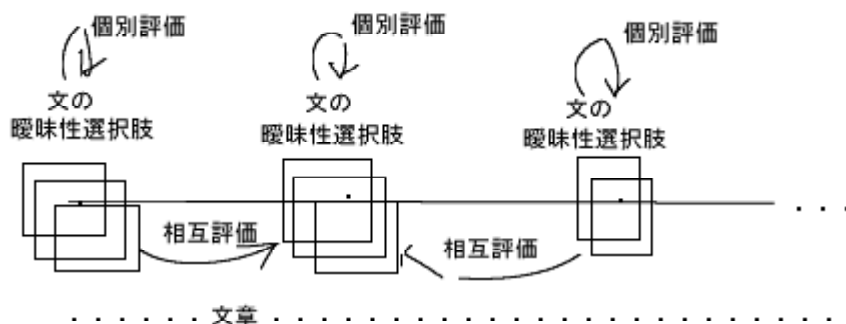 個別評価
個別評価
個別評価
文の
曖昧性選択肢
文の
曖昧性選択肢
文の
曖昧性選択肢
相互評価
相互評価
. . .
. . . . . . 文章 . . . . . . . . . . . . . . . . . . . . . . .